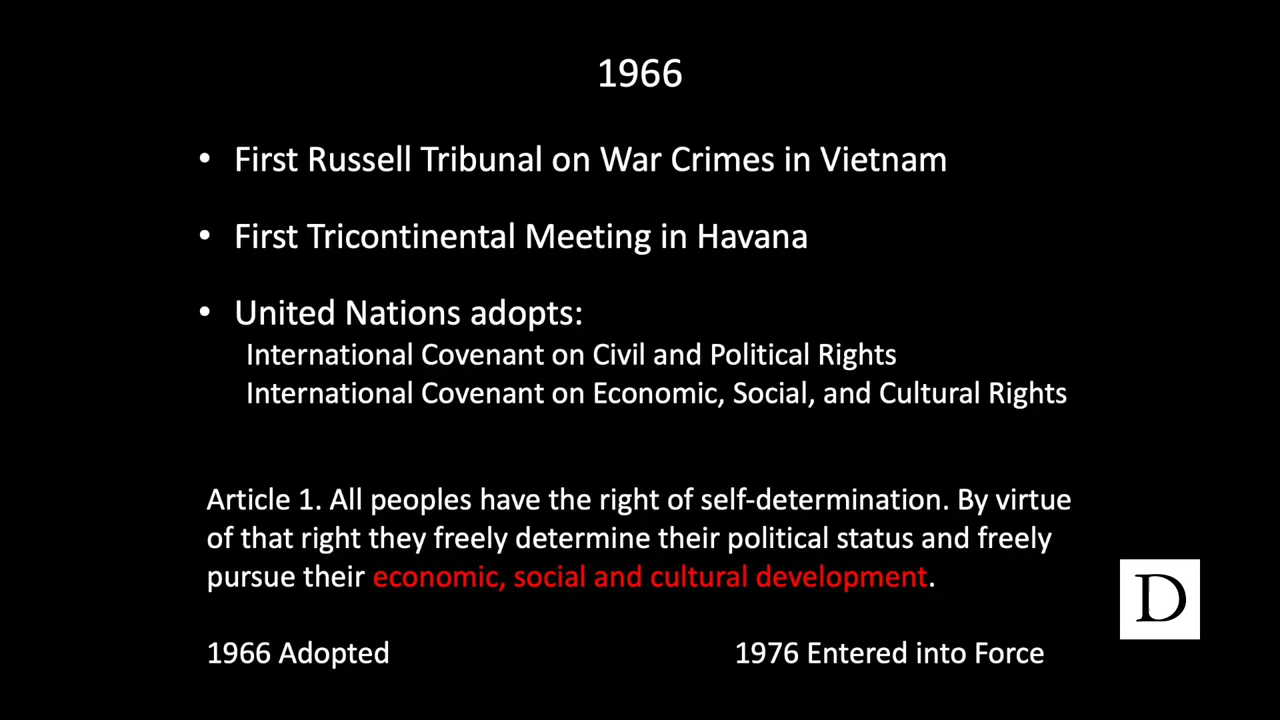 1966
• First Russell Tribunal on War Crimes in Vietnam
• First Tricontinental Meeting in Havana
• United Nations adopts:
International Covenant on Civil and Political Rights
International Covenant on Economic, Social, and Cultural Rights
Article 1. All peoples have the right of self-determination. By virtue
of that right they freely determine their political status and freely
pursue their economic, social and cultural development.
D
1966 Adopted 1976 Entered into Force